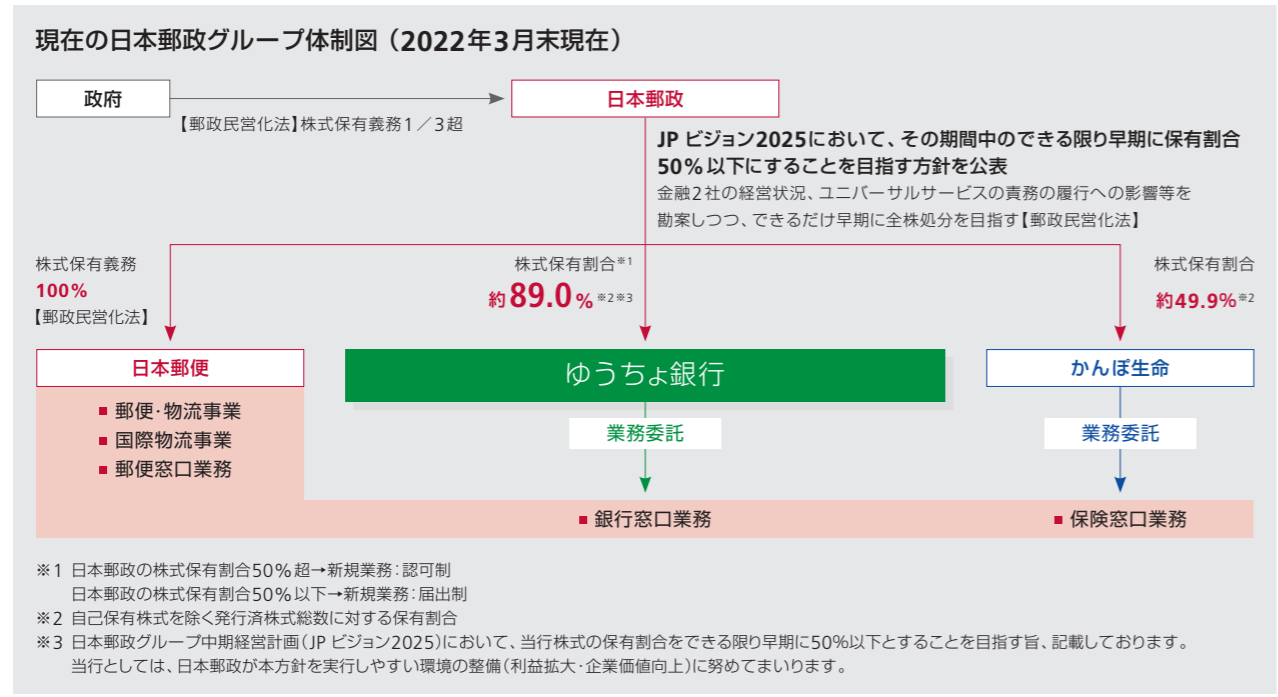 現在の日本郵政グループ体制図（2022年3月末現在）
政府
日本郵政
【郵政民営化法】株式保有義務1／3超
JP ビジョン2025において、その期間中のできる限り早期に保有割合
50%以下にすることを目指す方針を公表
金融2社の経営状況、ユニバーサルサービスの責務の履行への影響等を
勘案しつつ、できるだけ早期に全株処分を目指す【郵政民営化法】
株式保有義務
100%
【郵政民営化法】
株式保有割合※1
約89.0%※2※3
株式保有割合
約49.9%※2
日本郵便
ゆうちょ銀行
かんぽ生命
■ 郵便・物流事業
■ 国際物流事業
■ 郵便窓口業務
業務委託
業務委託
■ 銀行窓口業務
■ 保険窓口業務
※1 日本郵政の株式保有割合50%超→新規業務：認可制
日本郵政の株式保有割合50%以下→新規業務：届出制
※2 自己保有株式を除く発行済株式総数に対する保有割合
※3 日本郵政グループ中期経営計画（JP ビジョン2025）において、当行株式の保有割合をできる限り早期に50%以下とすることを目指す旨、記載しております。
当行としては、日本郵政が本方針を実行しやすい環境の整備（利益拡大・企業価値向上）に努めてまいります。